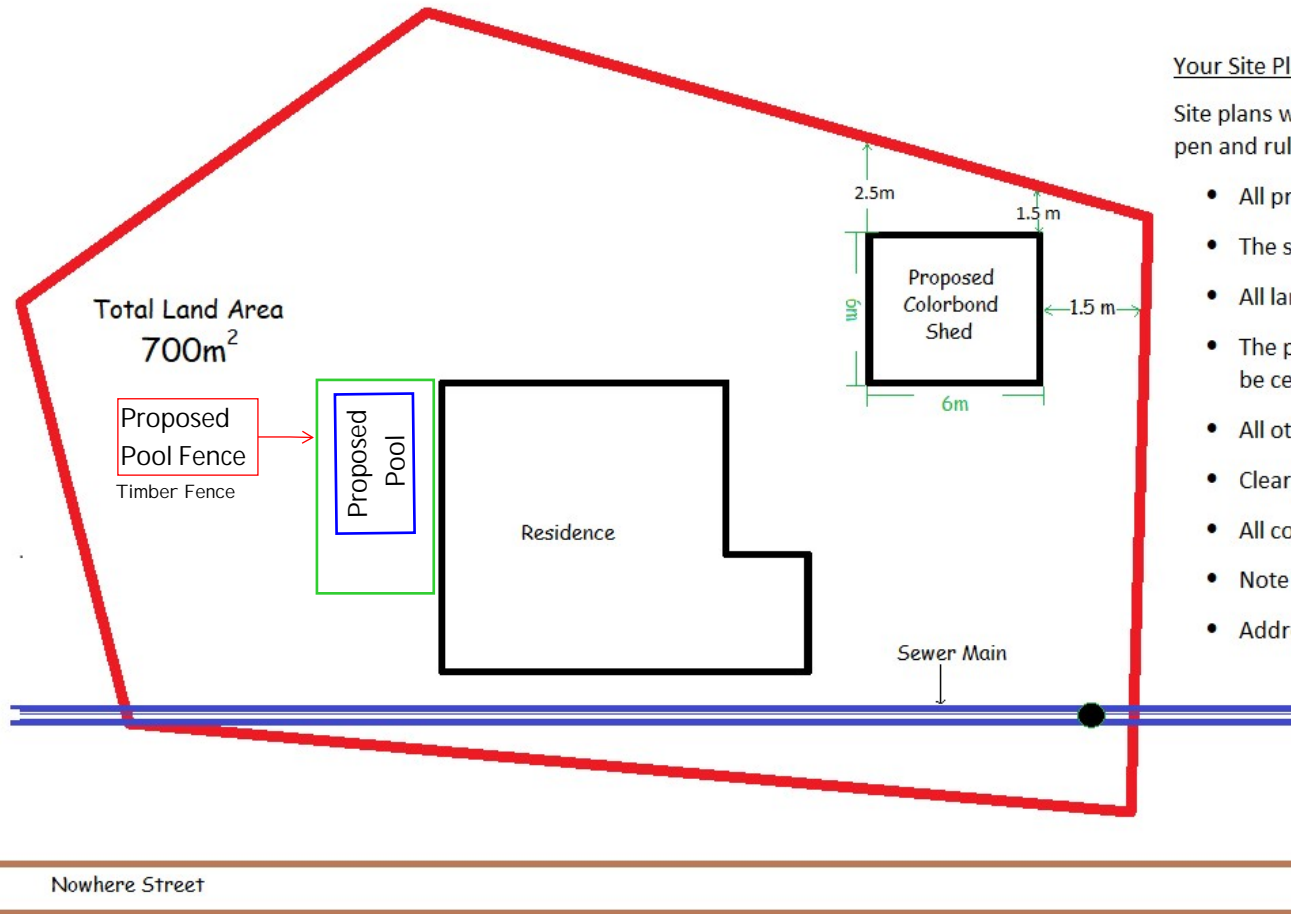 Your Site Pl
Site plans w
pen and rul
• All pr
• The s
• All lar
• The p
be ce
• All ot
• Clear
• All co
• Note
• Addr
2.5m
1.5 m
Proposed
Colorbond
Shed
6m
1.5 m
6m
Total Land Area
700m²
Proposed
Pool Fence
Timber Fence
Proposed
Pool
Residence
Sewer Main
Nowhere Street